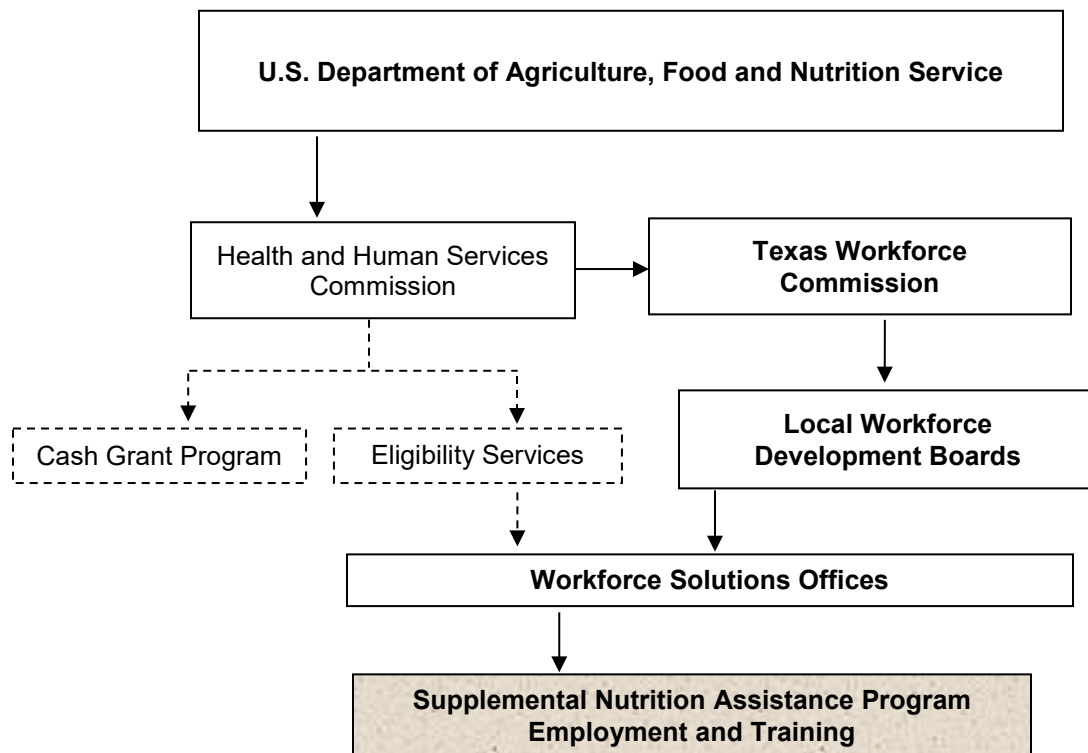 U.S. Department of Agriculture, Food and Nutrition Service
Health and Human Services
Commission
Texas Workforce
Commission
Cash Grant Program
Eligibility Services
Local Workforce
Development Boards
Workforce Solutions Offices
Supplemental Nutrition Assistance Program
Employment and Training